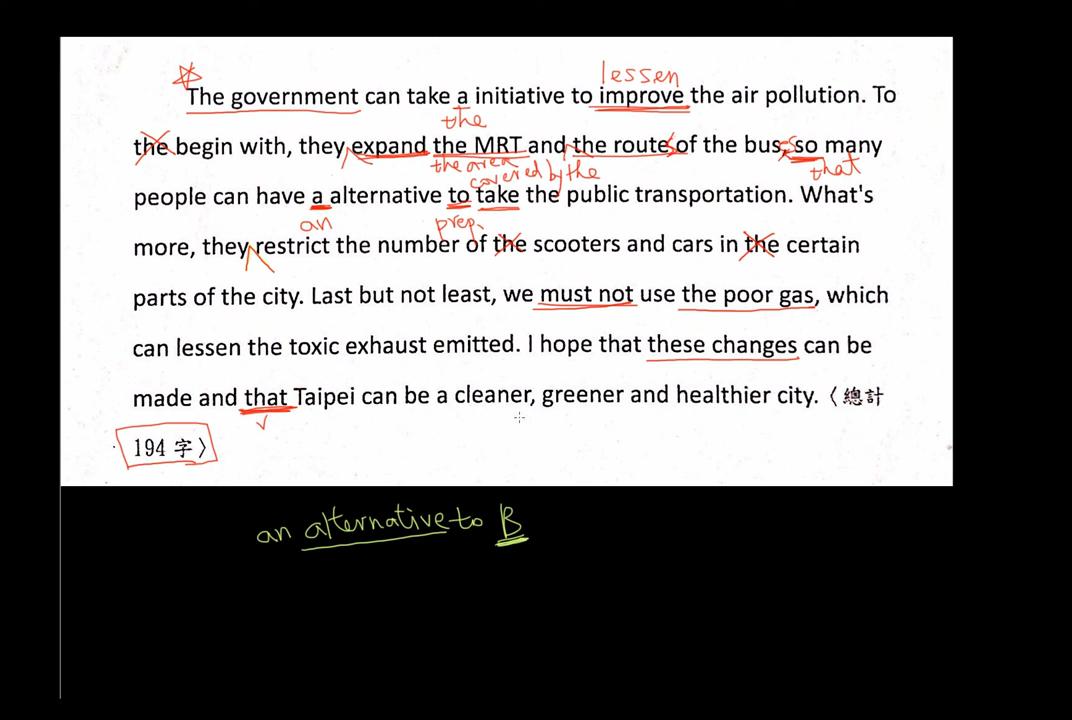 lessen
The government can take a initiative to improve the air pollution. To
the
the begin with, they expand the MRT and the routes of the buses, so many
the area covered by the
that
people can have a alternative to take the public transportation. What's
an
prep.
more, they restrict the number of the scooters and cars in the certain
parts of the city. Last but not least, we must not use the poor gas, which
can lessen the toxic exhaust emitted. I hope that these changes can be
made and that Taipei can be a cleaner, greener and healthier city.〈總計
194 字〉
an alternative to B